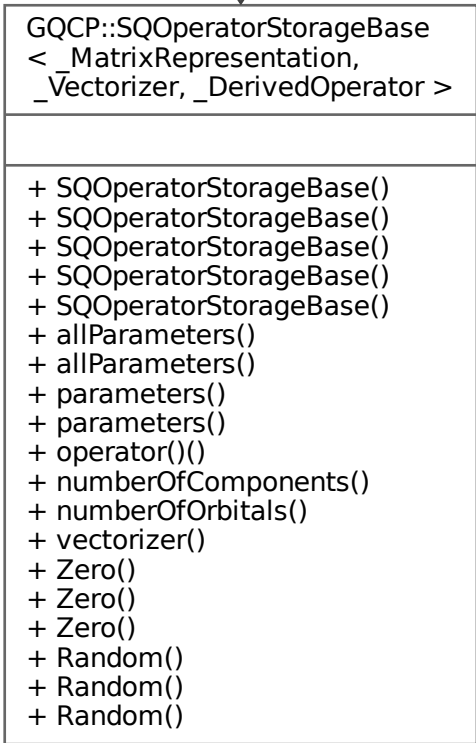 GQCP::SQOperatorStorageBase
< _MatrixRepresentation,
_Vectorizer, _DerivedOperator >
+ SQOperatorStorageBase()
+ SQOperatorStorageBase()
+ SQOperatorStorageBase()
+ SQOperatorStorageBase()
+ SQOperatorStorageBase()
+ allParameters()
+ allParameters()
+ parameters()
+ parameters()
+ operator()()
+ numberOfComponents()
+ numberOfOrbitals()
+ vectorizer()
+ Zero()
+ Zero()
+ Zero()
+ Random()
+ Random()
+ Random()